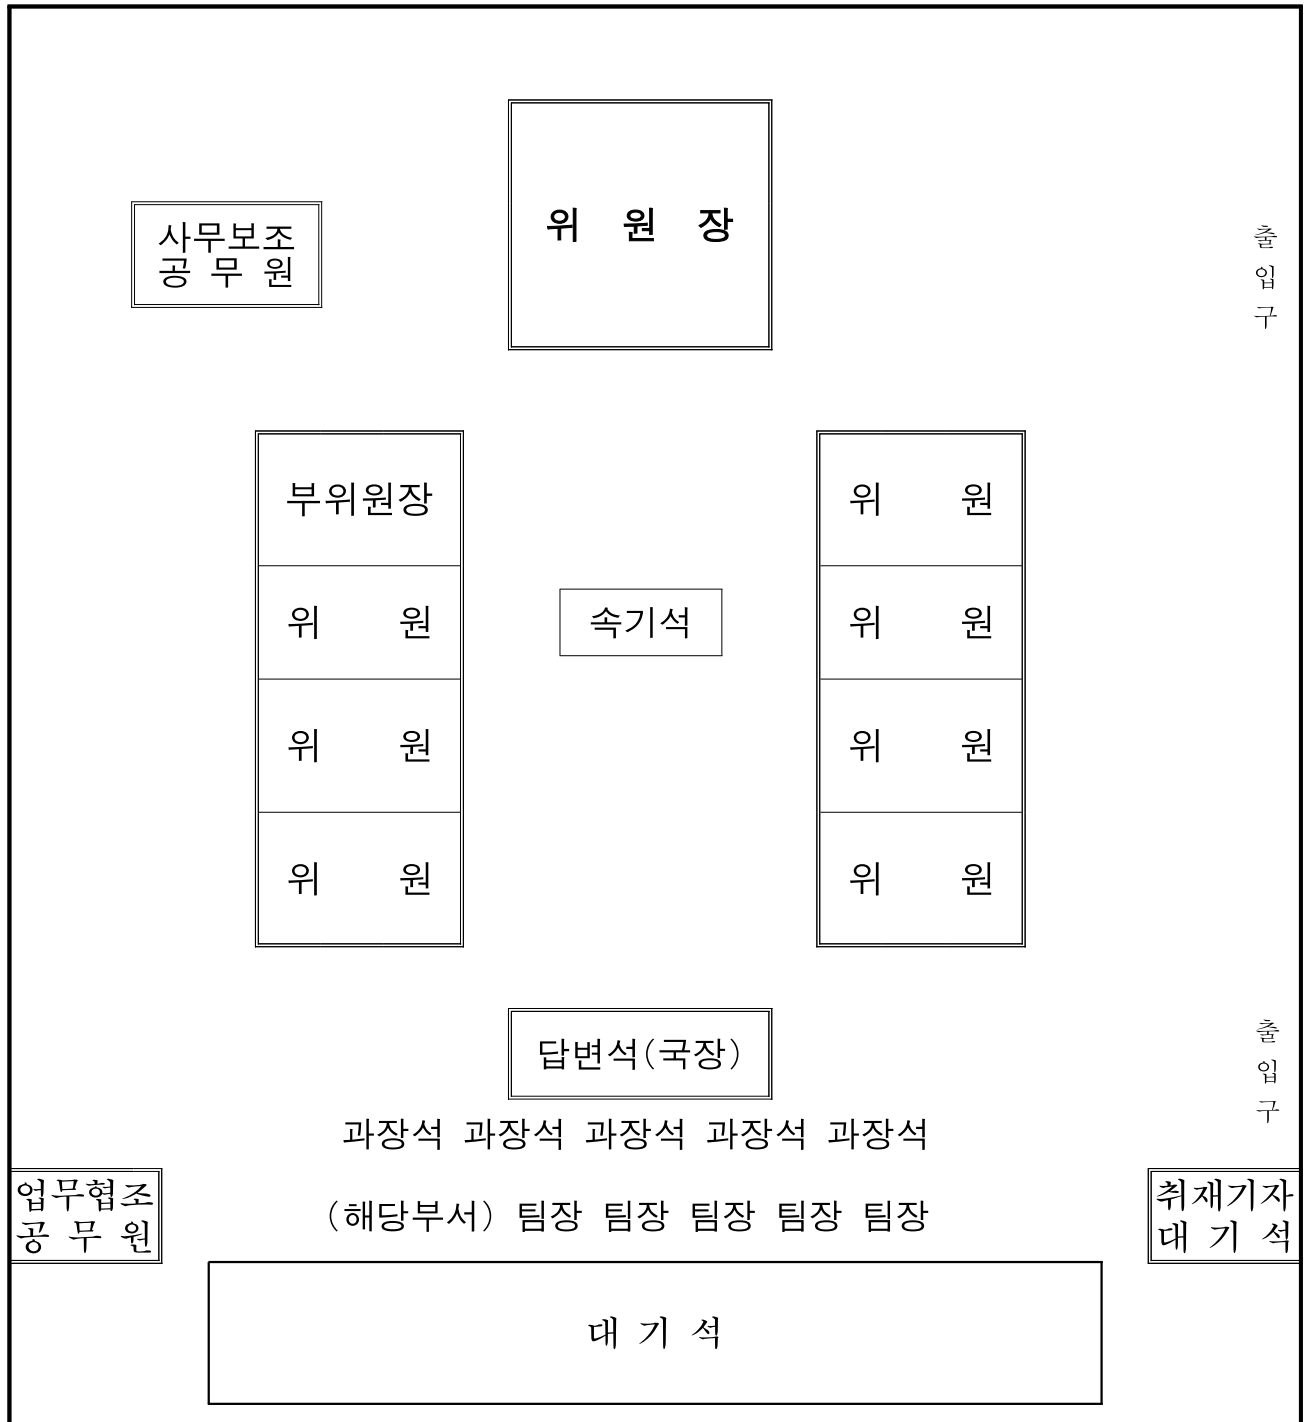 위 원 장
사무보조
공 무 원
출
입
구
부위원장
위 원
위 원
위 원
속기석
위 원
위 원
위 원
위 원
답변석(국장)
출
입
구
과장석 과장석 과장석 과장석 과장석
업무협조
공 무 원
(해당부서) 팀장 팀장 팀장 팀장 팀장
취재기자
대 기 석
대 기 석